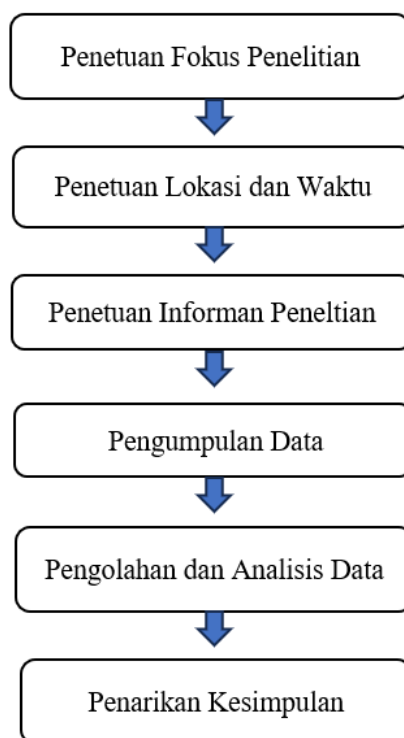 Penetuan Fokus Penelitian
Penetuan Lokasi dan Waktu
Penetuan Informan Peneltian
Pengumpulan Data
Pengolahan dan Analisis Data
Penarikan Kesimpulan